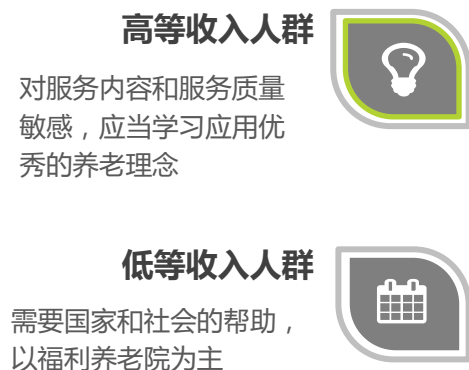 高等收入人群
对服务内容和服务质量
敏感，应当学习应用优
秀的养老理念
低等收入人群
需要国家和社会的帮助，
以福利养老院为主